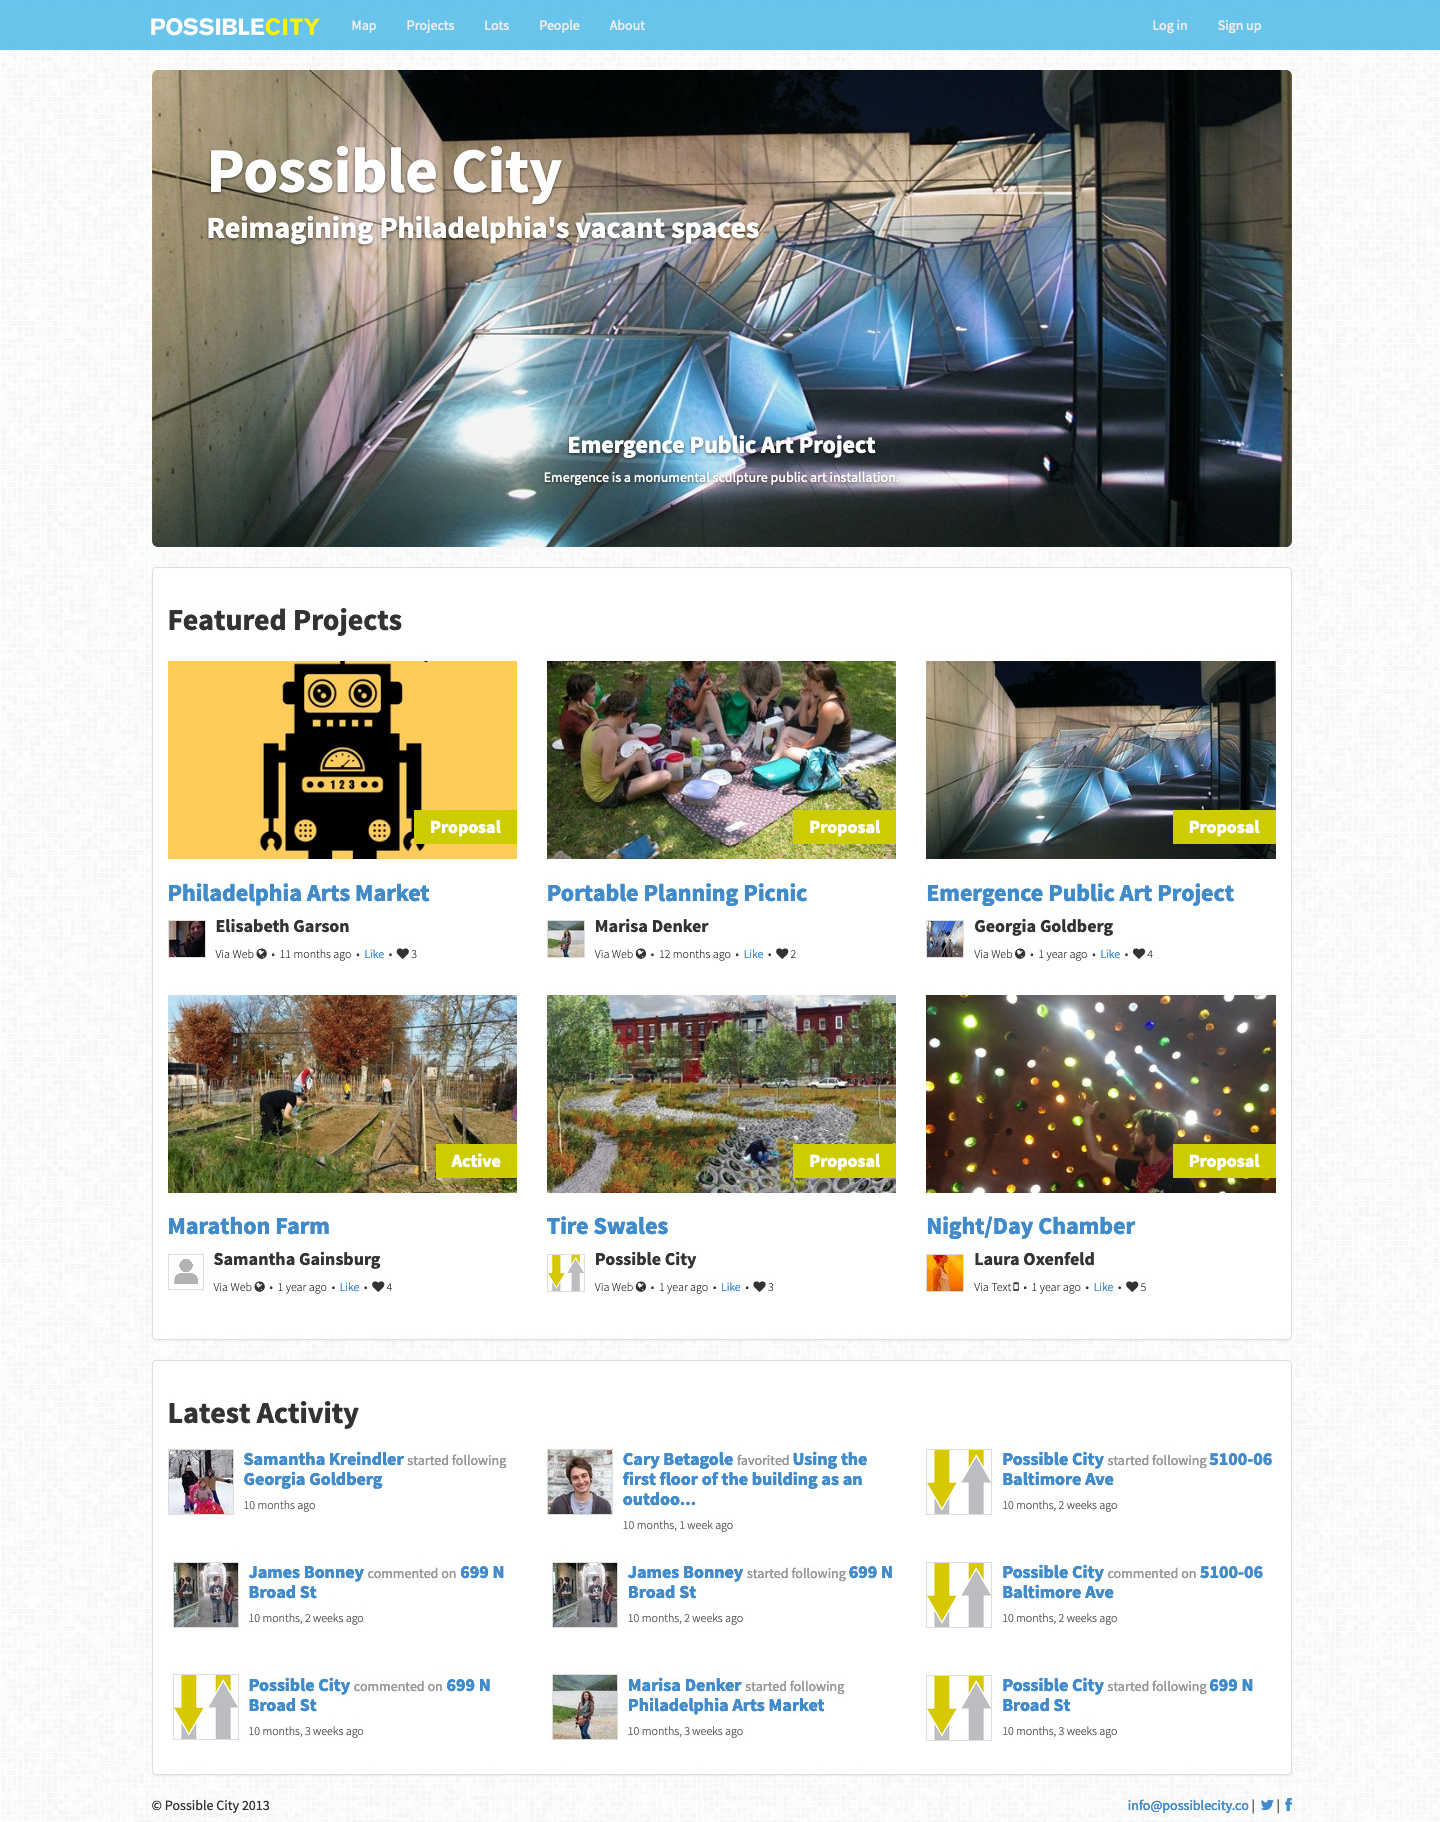 POSSIBLECITY Map Projects Lots People About Log in Sign up
Possible City
Reimagining Philadelphia's vacant spaces
Emergence Public Art Project
Emergence is a monumental sculpture public art installation.
Featured Projects
1 2 3
Proposal
Proposal
Proposal
Philadelphia Arts Market
Elisabeth Garson
Via Web • 11 months ago • Like • 3
Portable Planning Picnic
Marisa Denker
Via Web • 12 months ago • Like • 2
Emergence Public Art Project
Georgia Goldberg
Via Web • 1 year ago • Like • 4
Active
Proposal
Proposal
Marathon Farm
Samantha Gainsburg
Via Web • 1 year ago • Like • 4
Tire Swales
Possible City
Via Web • 1 year ago • Like • 3
Night/Day Chamber
Laura Oxenfeld
Via Text • 1 year ago • Like • 5
Latest Activity
Samantha Kreindler started following
Georgia Goldberg
10 months ago
Cary Betagole favorited Using the
first floor of the building as an
outdoo...
10 months, 1 week ago
Possible City started following 5100-06
Baltimore Ave
10 months, 2 weeks ago
James Bonney commented on 699 N
Broad St
10 months, 2 weeks ago
James Bonney started following 699 N
Broad St
10 months, 2 weeks ago
Possible City commented on 5100-06
Baltimore Ave
10 months, 2 weeks ago
Possible City commented on 699 N
Broad St
10 months, 3 weeks ago
Marisa Denker started following
Philadelphia Arts Market
10 months, 3 weeks ago
Possible City started following 699 N
Broad St
10 months, 3 weeks ago
© Possible City 2013
info@possiblecity.co | |